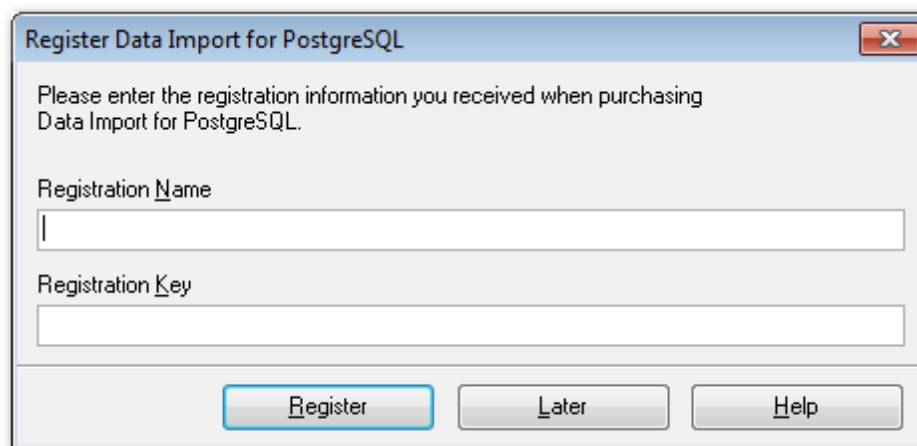 Register Data Import for PostgreSQL
Please enter the registration information you received when purchasing
Data Import for PostgreSQL.
Registration Name
Registration Key
Register Later Help